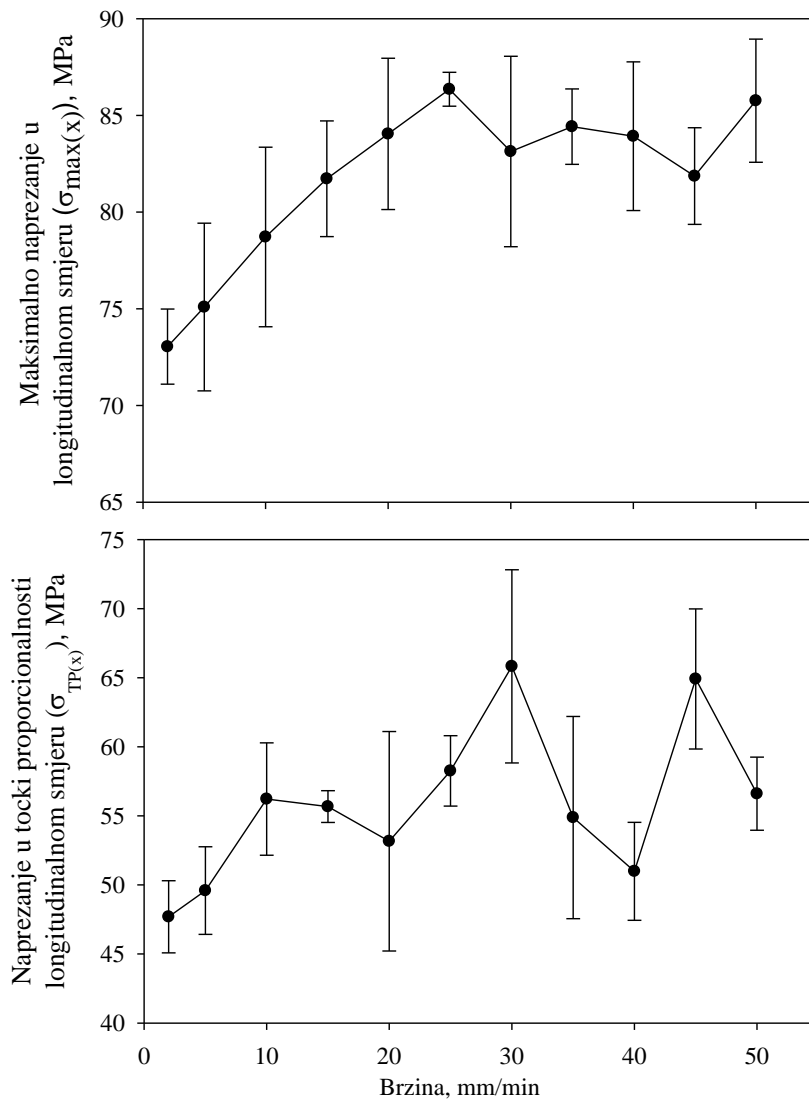 Maksimalno naprezanje u
longitudinalnom smjeru (σmax(x)), MPa
90
85
80
75
70
65
Naprezanje u tocki proporcionalnosti
longitudinalnom smjeru (σTP(x)), MPa
75
70
65
60
55
50
45
40
0 10 20 30 40 50
Brzina, mm/min